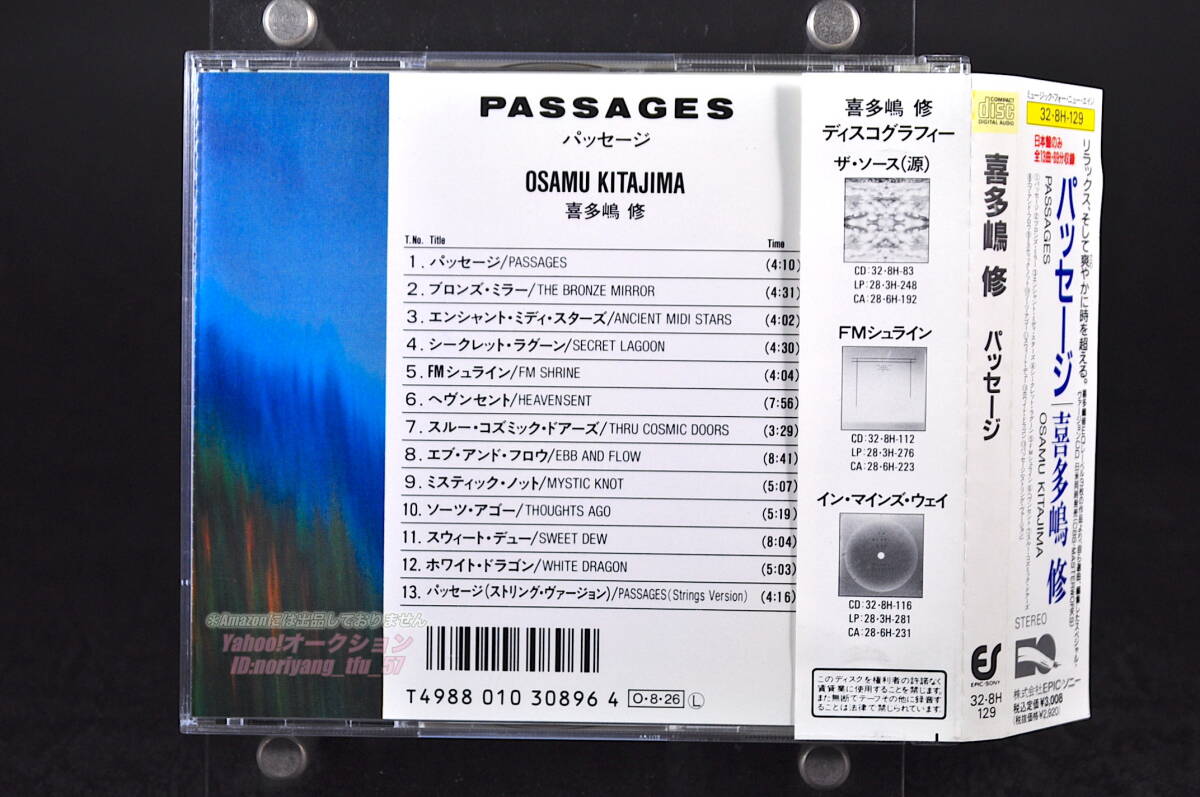 PASSAGES
パッセージ
OSAMU KITAJIMA
喜多嶋 修
T.No. Title Time
1. パッセージ/PASSAGES (4:10)
2. ブロンズ・ミラー/THE BRONZE MIRROR (4:31)
3. エンシャント・ミディ・スターズ/ANCIENT MIDI STARS (4:02)
4. シークレット・ラグーン/SECRET LAGOON (4:30)
5. FMシュライン/FM SHRINE (4:04)
6. ヘヴンセント/HEAVENSENT (7:56)
7. スルー・コズミック・ドアーズ/THRU COSMIC DOORS (3:29)
8. エブ・アンド・フロウ/EBB AND FLOW (8:41)
9. ミスティック・ノット/MYSTIC KNOT (5:07)
10. ソーツ・アゴー/THOUGHTS AGO (5:19)
11. スウィート・デュー/SWEET DEW (8:04)
12. ホワイト・ドラゴン/WHITE DRAGON (5:03)
13. パッセージ(ストリング・ヴァージョン)/PASSAGES(Strings Version) (4:16)
T4988 010 30896 4
O・8・26 L
※Amazonには出品しておりません
Yahoo!オークション
ID:noriyang_tfu_57
喜多嶋 修
ディスコグラフィー
ザ・ソース(源)
CD:32・8H-83
LP:28・3H-248
CA:28・6H-192
FMシュライン
CD:32・8H-112
LP:28・3H-276
CA:28・6H-223
イン・マインズ・ウェイ
CD:32・8H-116
LP:28・3H-281
CA:28・6H-231
このディスクを権利者の許諾なく
賃貸業に使用することを禁じます。
また無断でテープその他に録音す
ることは法律で禁じられています。
COMPACT
disc
DIGITAL AUDIO
喜多嶋 修 パッセージ
ES
EPIC・SONY
32・8H
129
ミュージック・フォー・ニュー・エイジ
32・8H-129
日本盤のみ
全13曲・69分収録
リラックス、そして爽やかに時を超える。
パッセージ/喜多嶋 修
PASSAGES
OSAMU KITAJIMA
STEREO
株式会社EPICソニー
税込定価¥3,008
(税抜価格¥2,920)